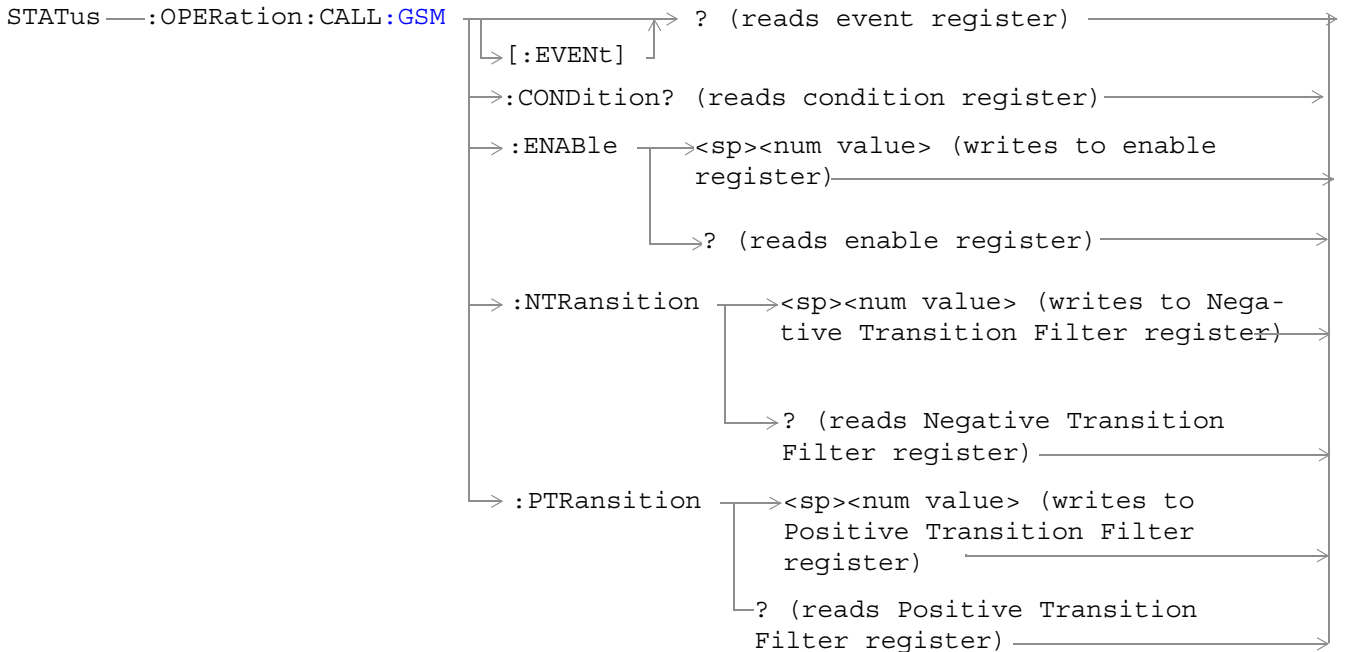 STATus :OPERation:CALL:GSM ? (reads event register)
[:EVENt]
:CONDition? (reads condition register)
:ENABle <sp><num value> (writes to enable
register)
? (reads enable register)
:NTRansition <sp><num value> (writes to Nega-
tive Transition Filter register)
? (reads Negative Transition
Filter register)
:PTRansition <sp><num value> (writes to
Positive Transition Filter
register)
? (reads Positive Transition
Filter register)